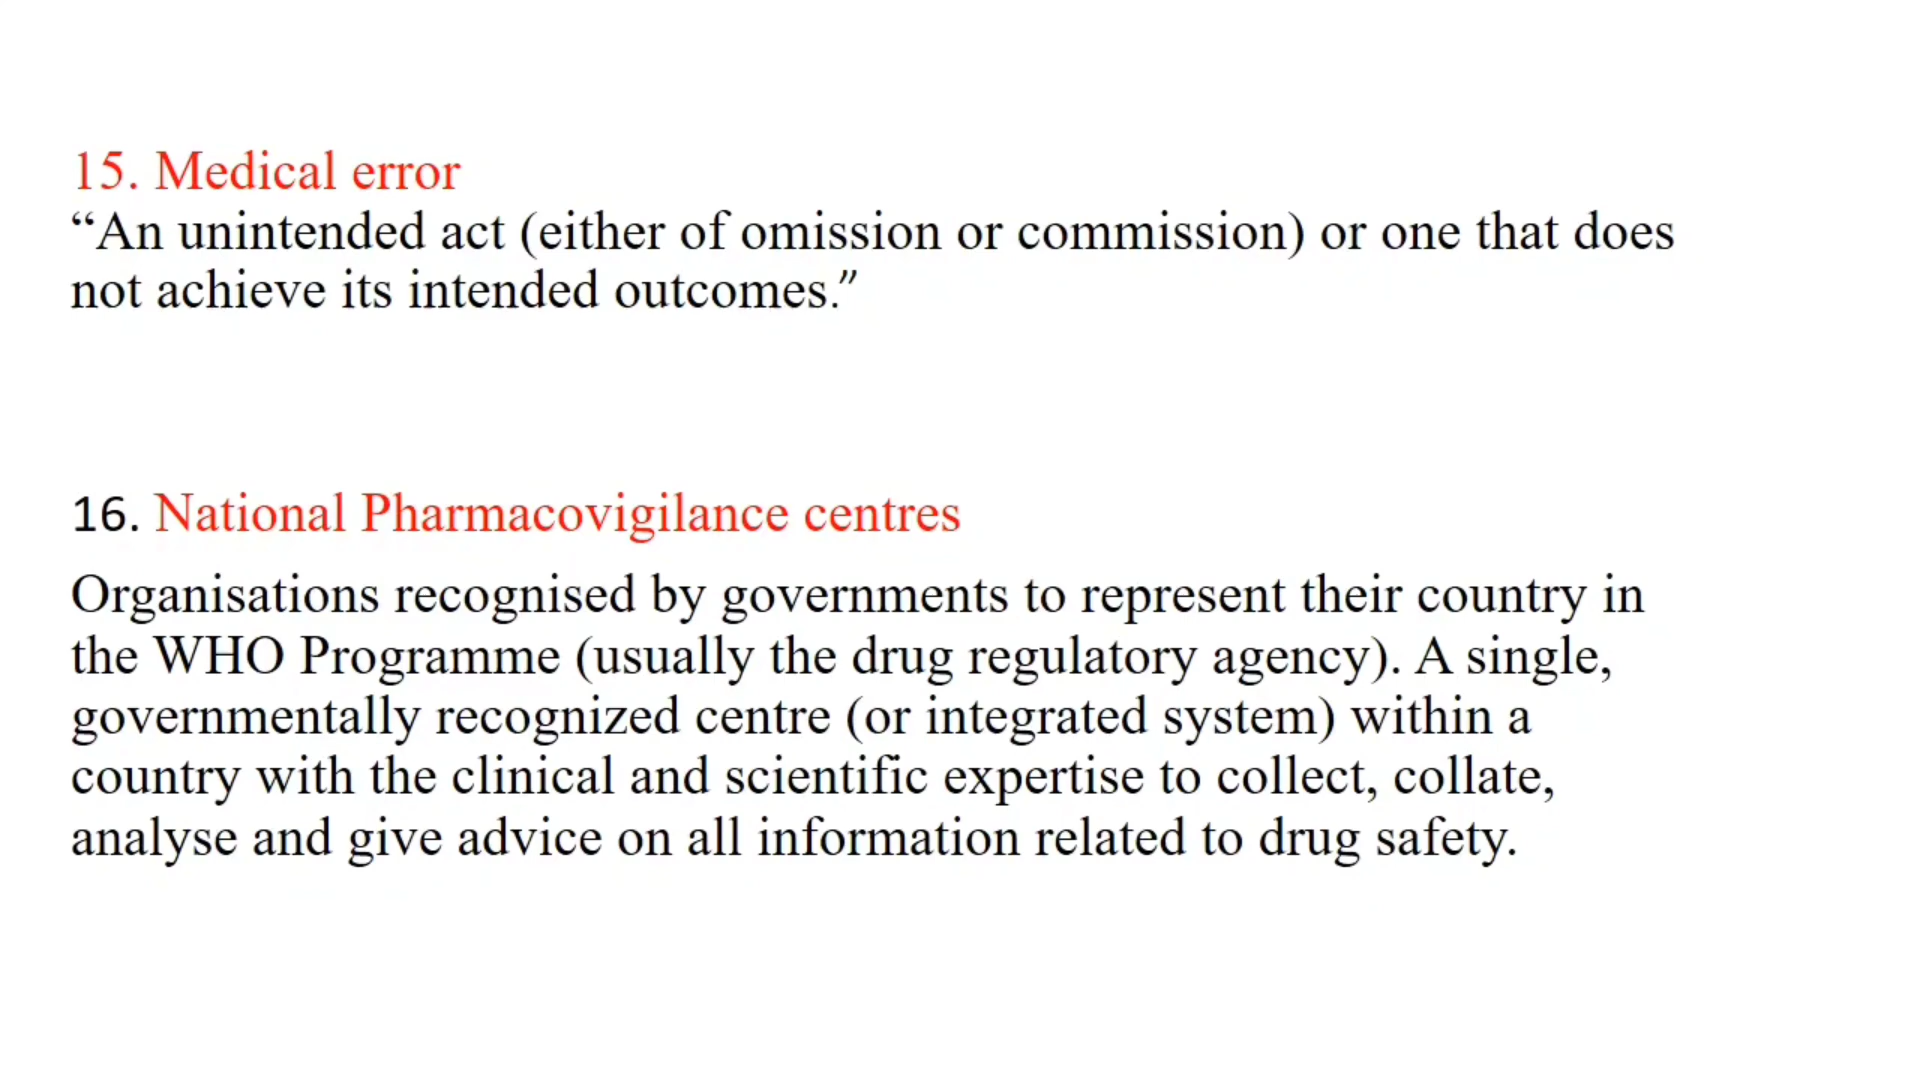 15. Medical error
“An unintended act (either of omission or commission) or one that does
not achieve its intended outcomes.”
16. National Pharmacovigilance centres
Organisations recognised by governments to represent their country in
the WHO Programme (usually the drug regulatory agency). A single,
governmentally recognized centre (or integrated system) within a
country with the clinical and scientific expertise to collect, collate,
analyse and give advice on all information related to drug safety.